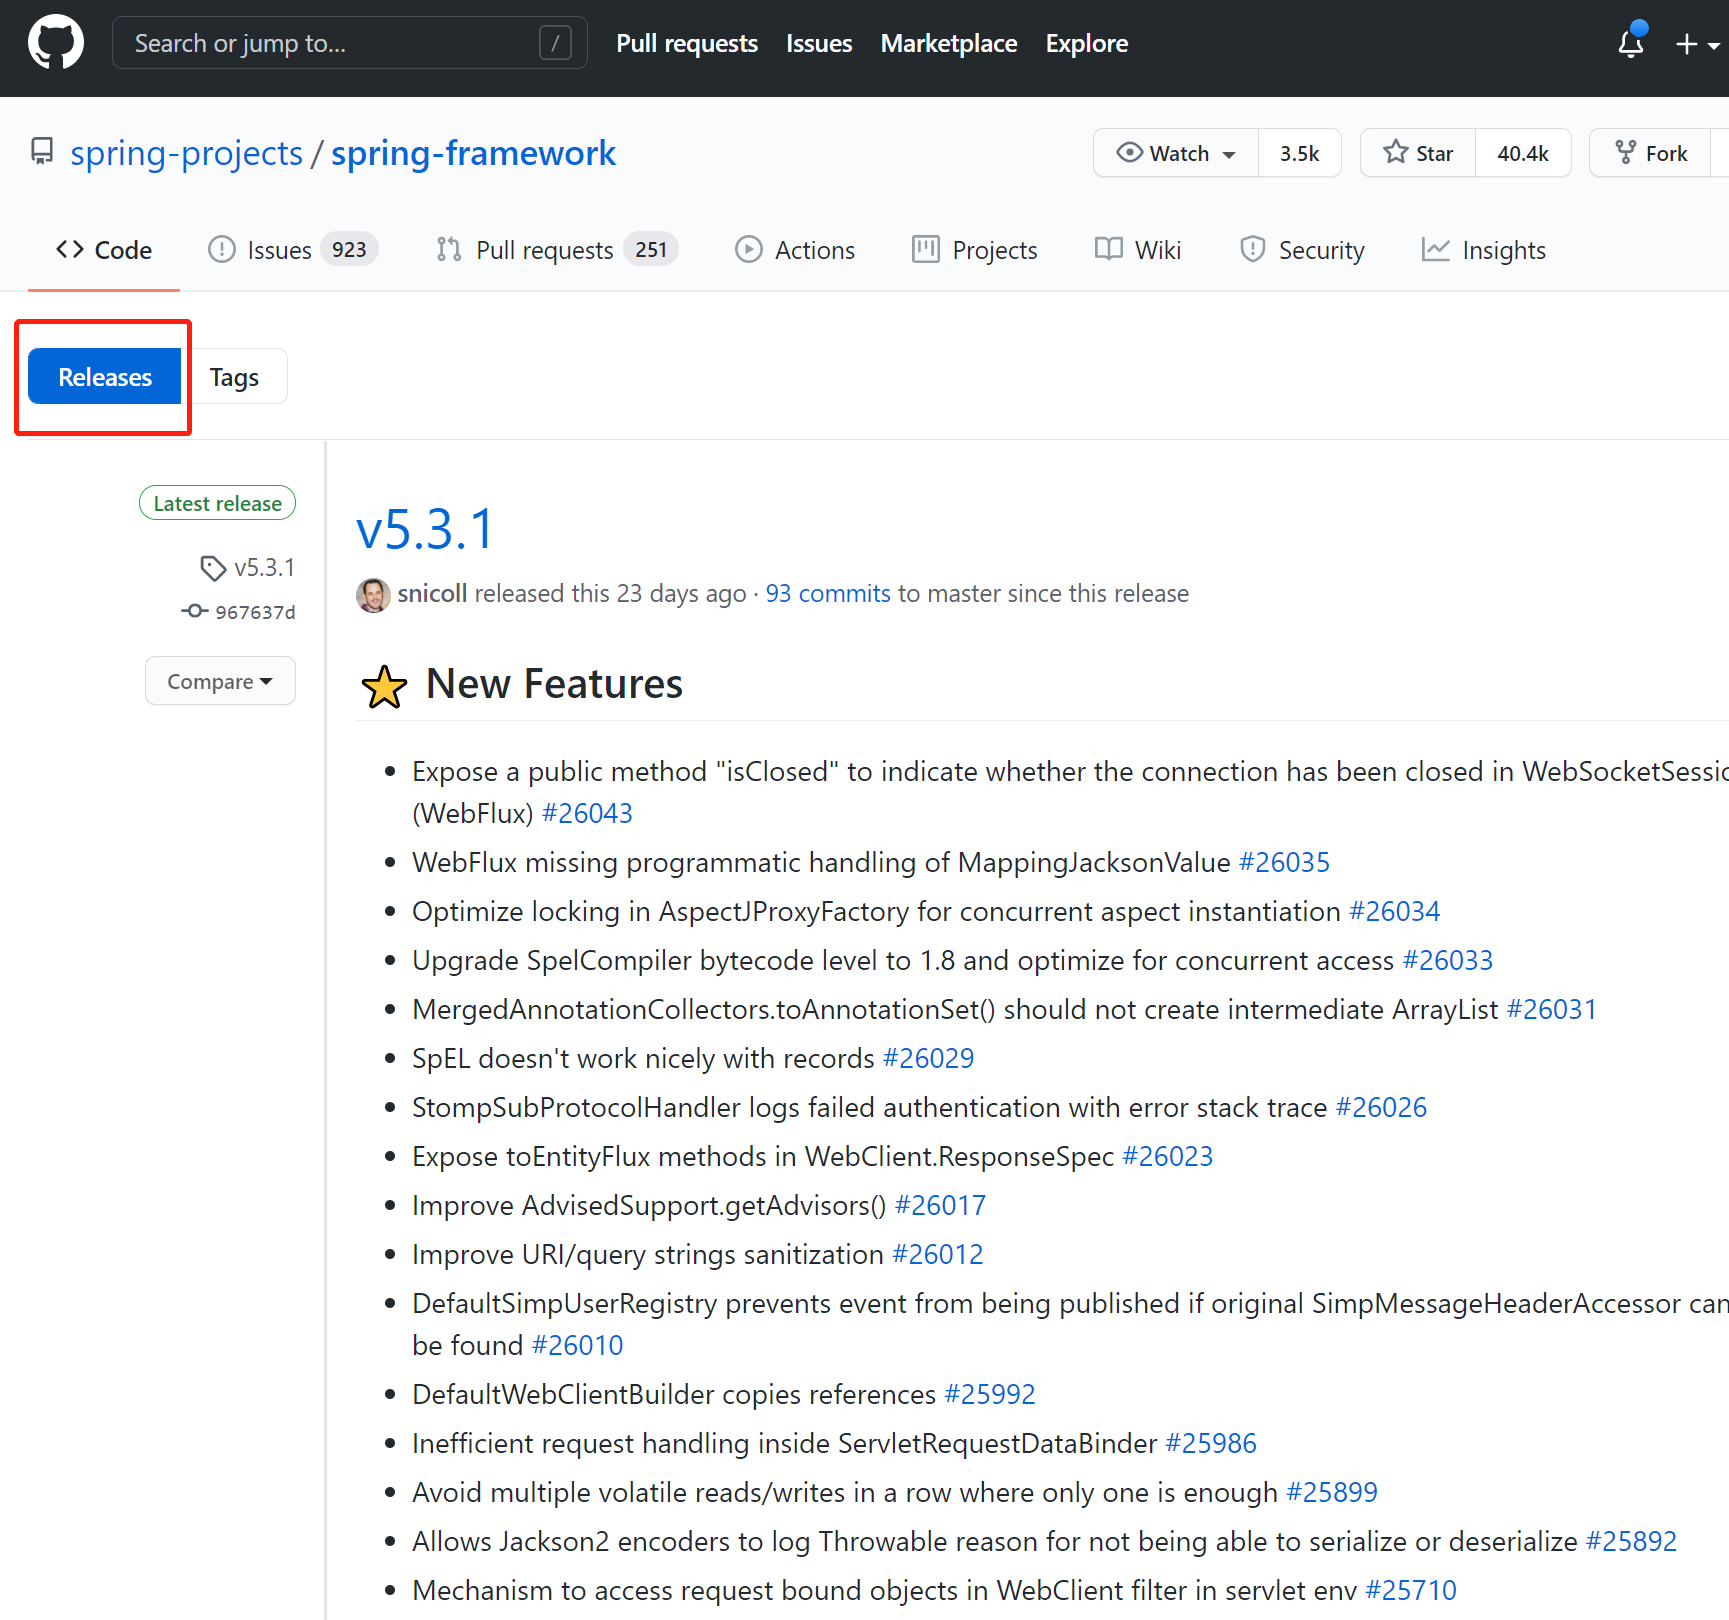 Search or jump to... /
Pull requests Issues Marketplace Explore
spring-projects / spring-framework
Watch 3.5k Star 40.4k Fork
Code Issues 923 Pull requests 251 Actions Projects Wiki Security Insights
Releases Tags
Latest release
v5.3.1
967637d
Compare
v5.3.1
snicoll released this 23 days ago · 93 commits to master since this release
New Features
Expose a public method "isClosed" to indicate whether the connection has been closed in WebSocketSessio
(WebFlux) #26043
WebFlux missing programmatic handling of MappingJacksonValue #26035
Optimize locking in AspectJProxyFactory for concurrent aspect instantiation #26034
Upgrade SpelCompiler bytecode level to 1.8 and optimize for concurrent access #26033
MergedAnnotationCollectors.toAnnotationSet() should not create intermediate ArrayList #26031
SpEL doesn't work nicely with records #26029
StompSubProtocolHandler logs failed authentication with error stack trace #26026
Expose toEntityFlux methods in WebClient.ResponseSpec #26023
Improve AdvisedSupport.getAdvisors() #26017
Improve URI/query strings sanitization #26012
DefaultSimpUserRegistry prevents event from being published if original SimpMessageHeaderAccessor can
be found #26010
DefaultWebClientBuilder copies references #25992
Inefficient request handling inside ServletRequestDataBinder #25986
Avoid multiple volatile reads/writes in a row where only one is enough #25899
Allows Jackson2 encoders to log Throwable reason for not being able to serialize or deserialize #25892
Mechanism to access request bound objects in WebClient filter in servlet env #25710